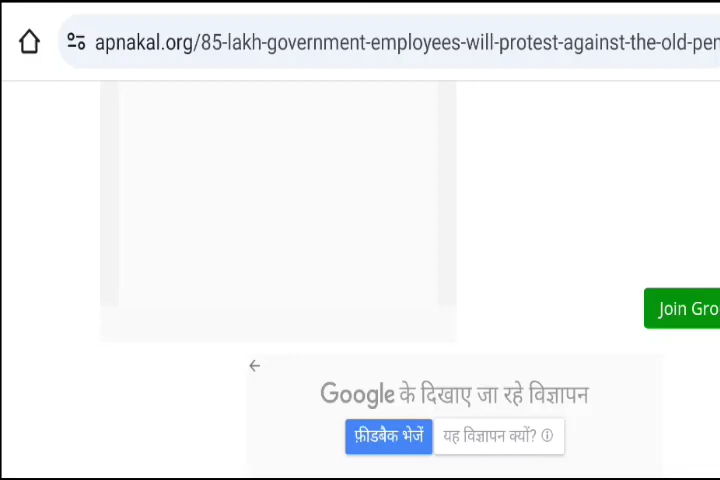 apnakal.org/85-lakh-government-employees-will-protest-against-the-old-pen
Join Gro
Google के दिखाए जा रहे विज्ञापन
फ़ीडबैक भेजें यह विज्ञापन क्यों?